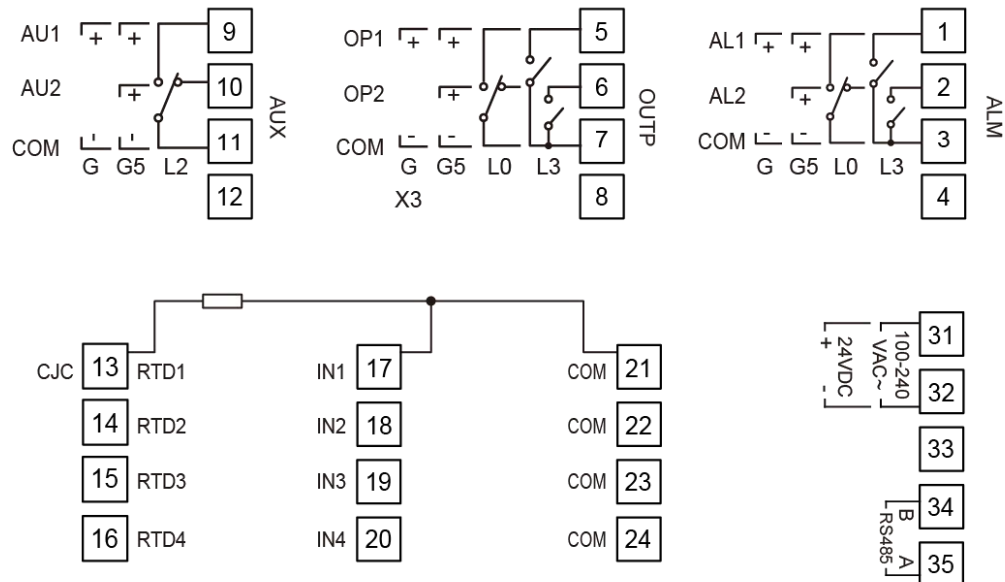 AU1 + + 9
AU2 + 10
COM - - 11
G G5 L2
12
AUX
OP1 + + 5
OP2 + 6
COM - - 7
G G5 L0 L3
X3 8
OUTP
AL1 + + 1
AL2 + 2
COM - - 3
G G5 L0 L3
4
ALM
CJC 13 RTD1
14 RTD2
15 RTD3
16 RTD4
IN1 17
IN2 18
IN3 19
IN4 20
COM 21
COM 22
COM 23
COM 24
31
32
33
34
35
100-240
VAC~
24VDC
+ -
B A
RS485